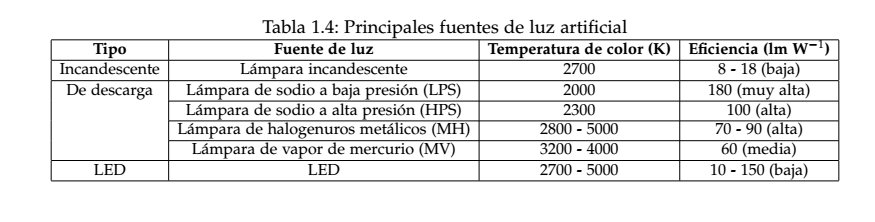 Tabla 1.4: Principales fuentes de luz artificial
Tipo Fuente de luz Temperatura de color (K) Eficiencia (lm W⁻¹)
Incandescente Lámpara incandescente 2700 8 - 18 (baja)
De descarga Lámpara de sodio a baja presión (LPS) 2000 180 (muy alta)
Lámpara de sodio a alta presión (HPS) 2300 100 (alta)
Lámpara de halogenuros metálicos (MH) 2800 - 5000 70 - 90 (alta)
Lámpara de vapor de mercurio (MV) 3200 - 4000 60 (media)
LED LED 2700 - 5000 10 - 150 (baja)